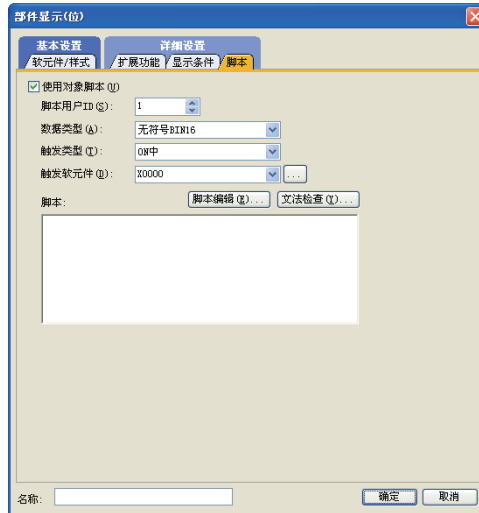 部件显示(位)
基本设置 详细设置
软元件/样式 扩展功能 显示条件 脚本
使用对象脚本(U)
脚本用户ID(S): 1
数据类型(A): 无符号BIN16
触发类型(T): ON中
触发软元件(D): X0000 ...
脚本: 脚本编辑(E)... 文法检查(Y)...
名称: 确定 取消